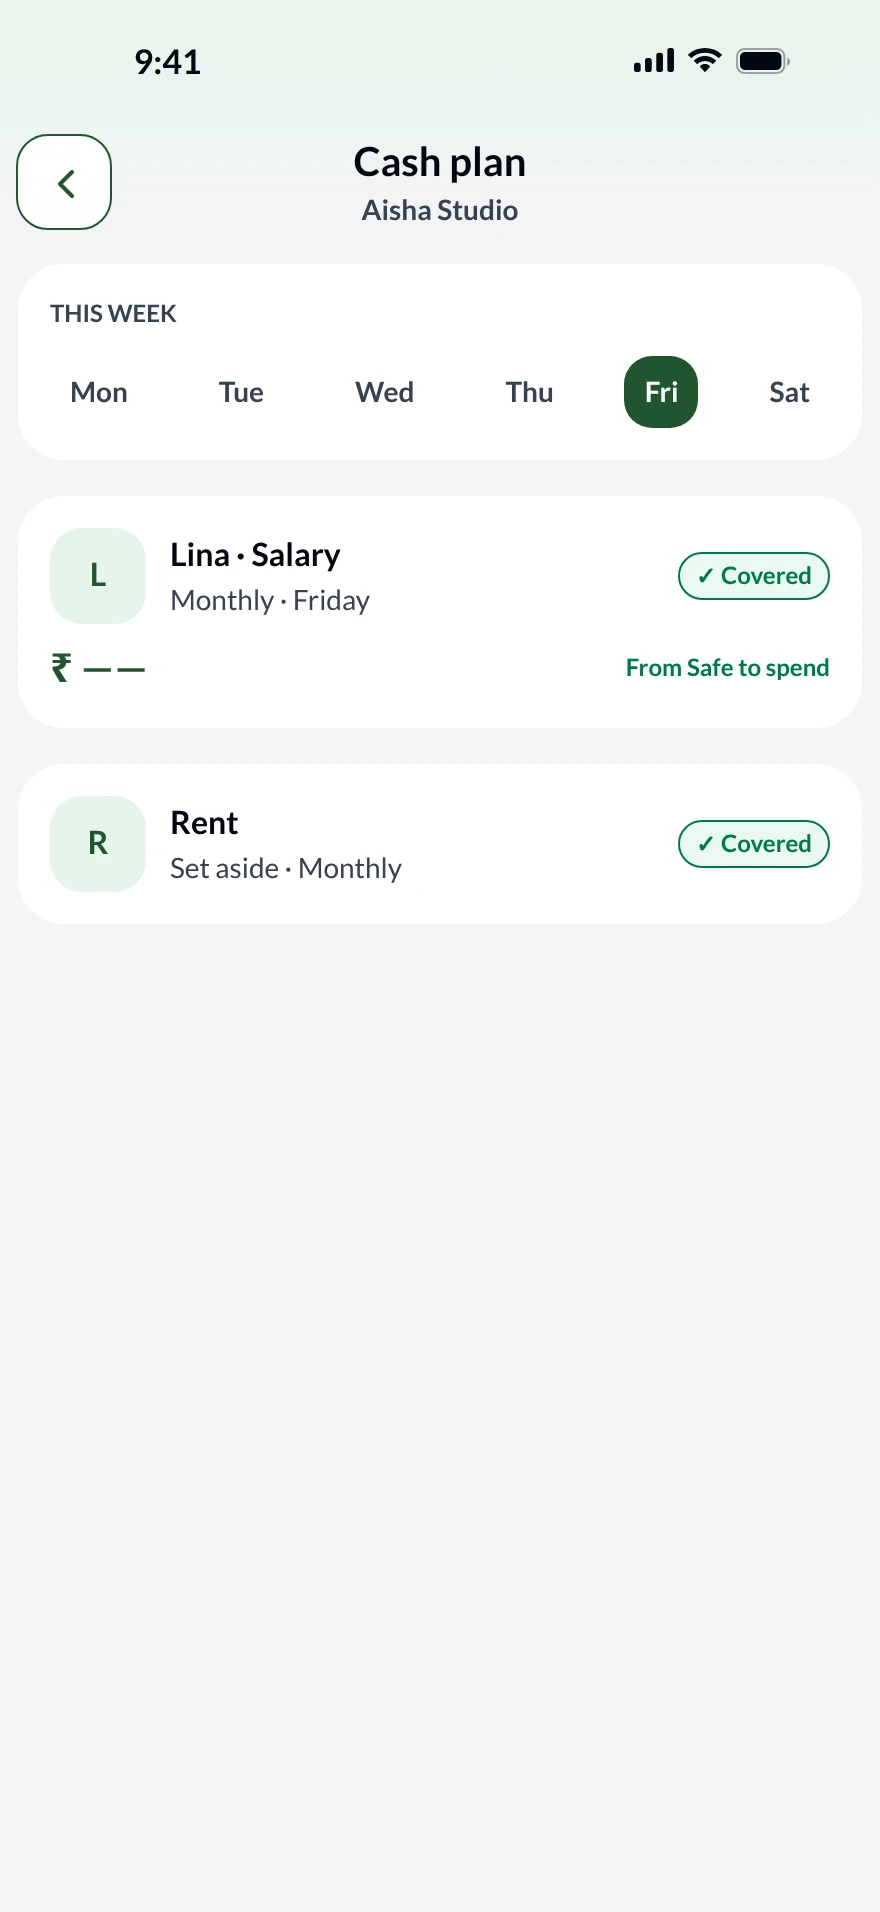 9:41
Cash plan
Aisha Studio
THIS WEEK
Mon Tue Wed Thu Fri Sat
L
Lina · Salary
Monthly · Friday
✓ Covered
₹ ——
From Safe to spend
R
Rent
Set aside · Monthly
✓ Covered